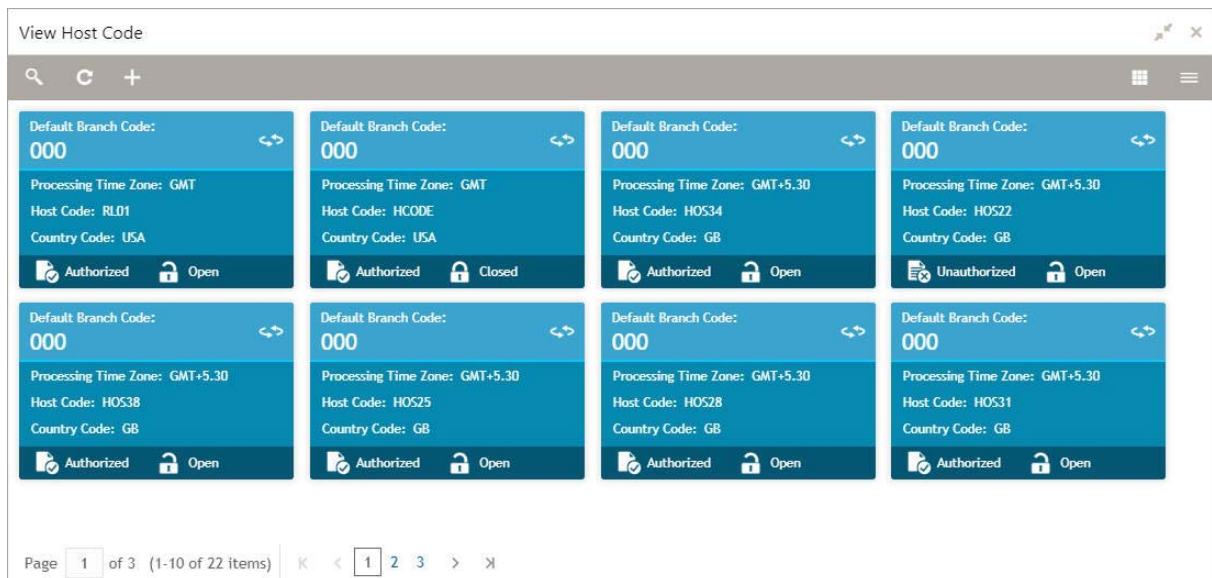 View Host Code
Default Branch Code:
000
Processing Time Zone: GMT
Host Code: RL01
Country Code: USA
Authorized Open
Default Branch Code:
000
Processing Time Zone: GMT
Host Code: HCODE
Country Code: USA
Authorized Closed
Default Branch Code:
000
Processing Time Zone: GMT+5.30
Host Code: HOS34
Country Code: GB
Authorized Open
Default Branch Code:
000
Processing Time Zone: GMT+5.30
Host Code: HOS22
Country Code: GB
Unauthorized Open
Default Branch Code:
000
Processing Time Zone: GMT+5.30
Host Code: HOS38
Country Code: GB
Authorized Open
Default Branch Code:
000
Processing Time Zone: GMT+5.30
Host Code: HOS25
Country Code: GB
Authorized Open
Default Branch Code:
000
Processing Time Zone: GMT+5.30
Host Code: HOS28
Country Code: GB
Authorized Open
Default Branch Code:
000
Processing Time Zone: GMT+5.30
Host Code: HOS31
Country Code: GB
Authorized Open
Page 1 of 3 (1-10 of 22 items) 1 2 3